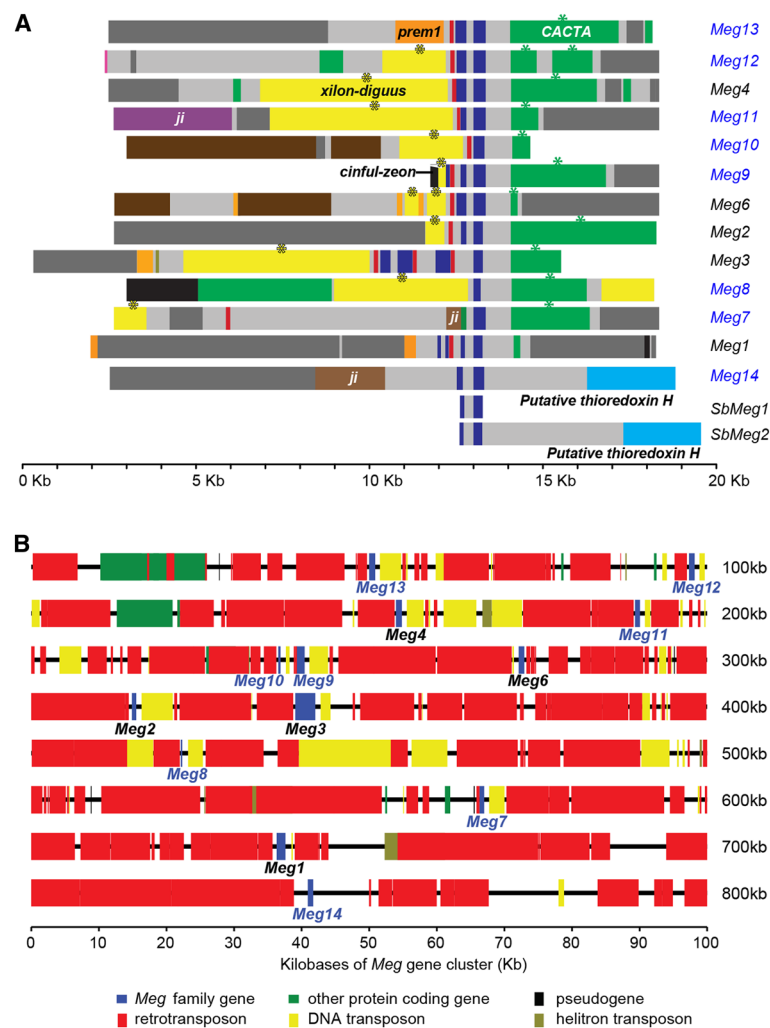 A
prem1
CACTA
Meg13
Meg12
xilon-diguus
Meg4
ji
Meg11
Meg10
cinful-zeon
Meg9
Meg6
Meg2
Meg3
Meg8
ji
Meg7
Meg1
ji
Meg14
Putative thioredoxin H
SbMeg1
SbMeg2
Putative thioredoxin H
0 Kb 5 Kb 10 Kb 15 Kb 20 Kb
B
100kb
Meg13 Meg12
200kb
Meg4 Meg11
300kb
Meg10 Meg9 Meg6
400kb
Meg2 Meg3
500kb
Meg8
600kb
Meg7
700kb
Meg1
800kb
Meg14
0 10 20 30 40 50 60 70 80 90 100
Kilobases of Meg gene cluster (Kb)
Meg family gene other protein coding gene pseudogene
retrotransposon DNA transposon helitron transposon